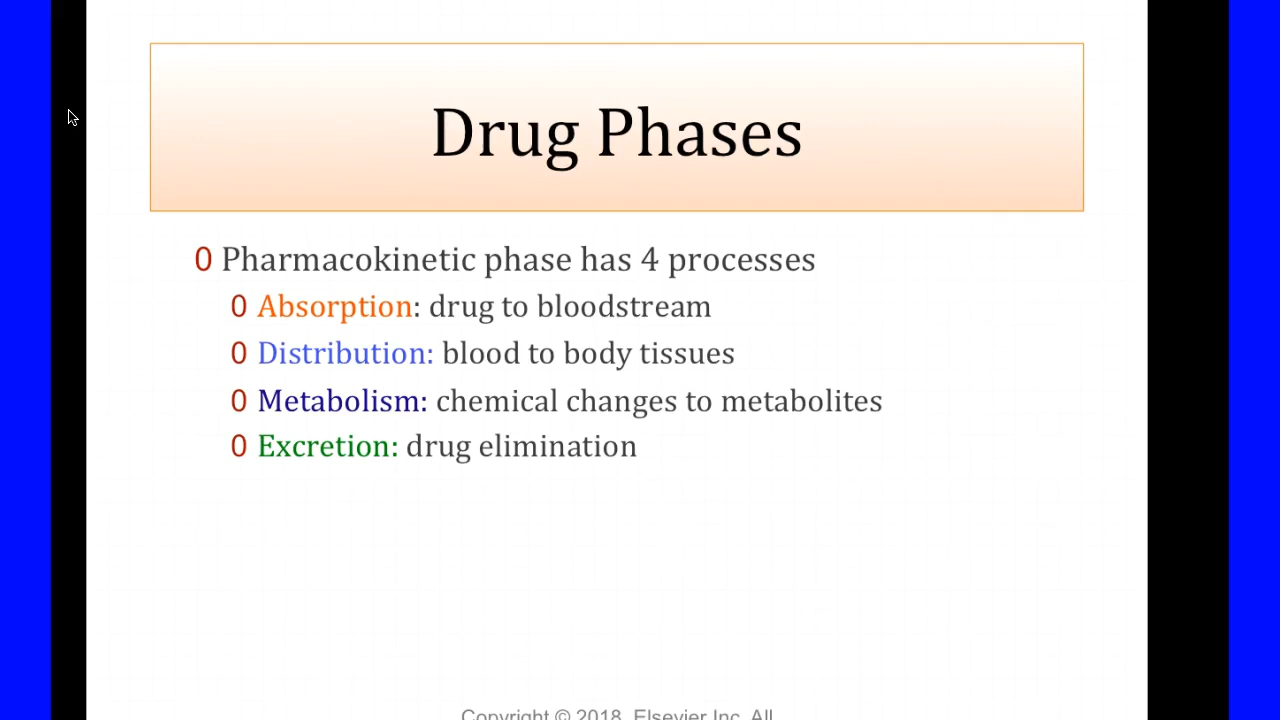 Drug Phases
0 Pharmacokinetic phase has 4 processes
0 Absorption: drug to bloodstream
0 Distribution: blood to body tissues
0 Metabolism: chemical changes to metabolites
0 Excretion: drug elimination
Copyright © 2018, Elsevier Inc. All